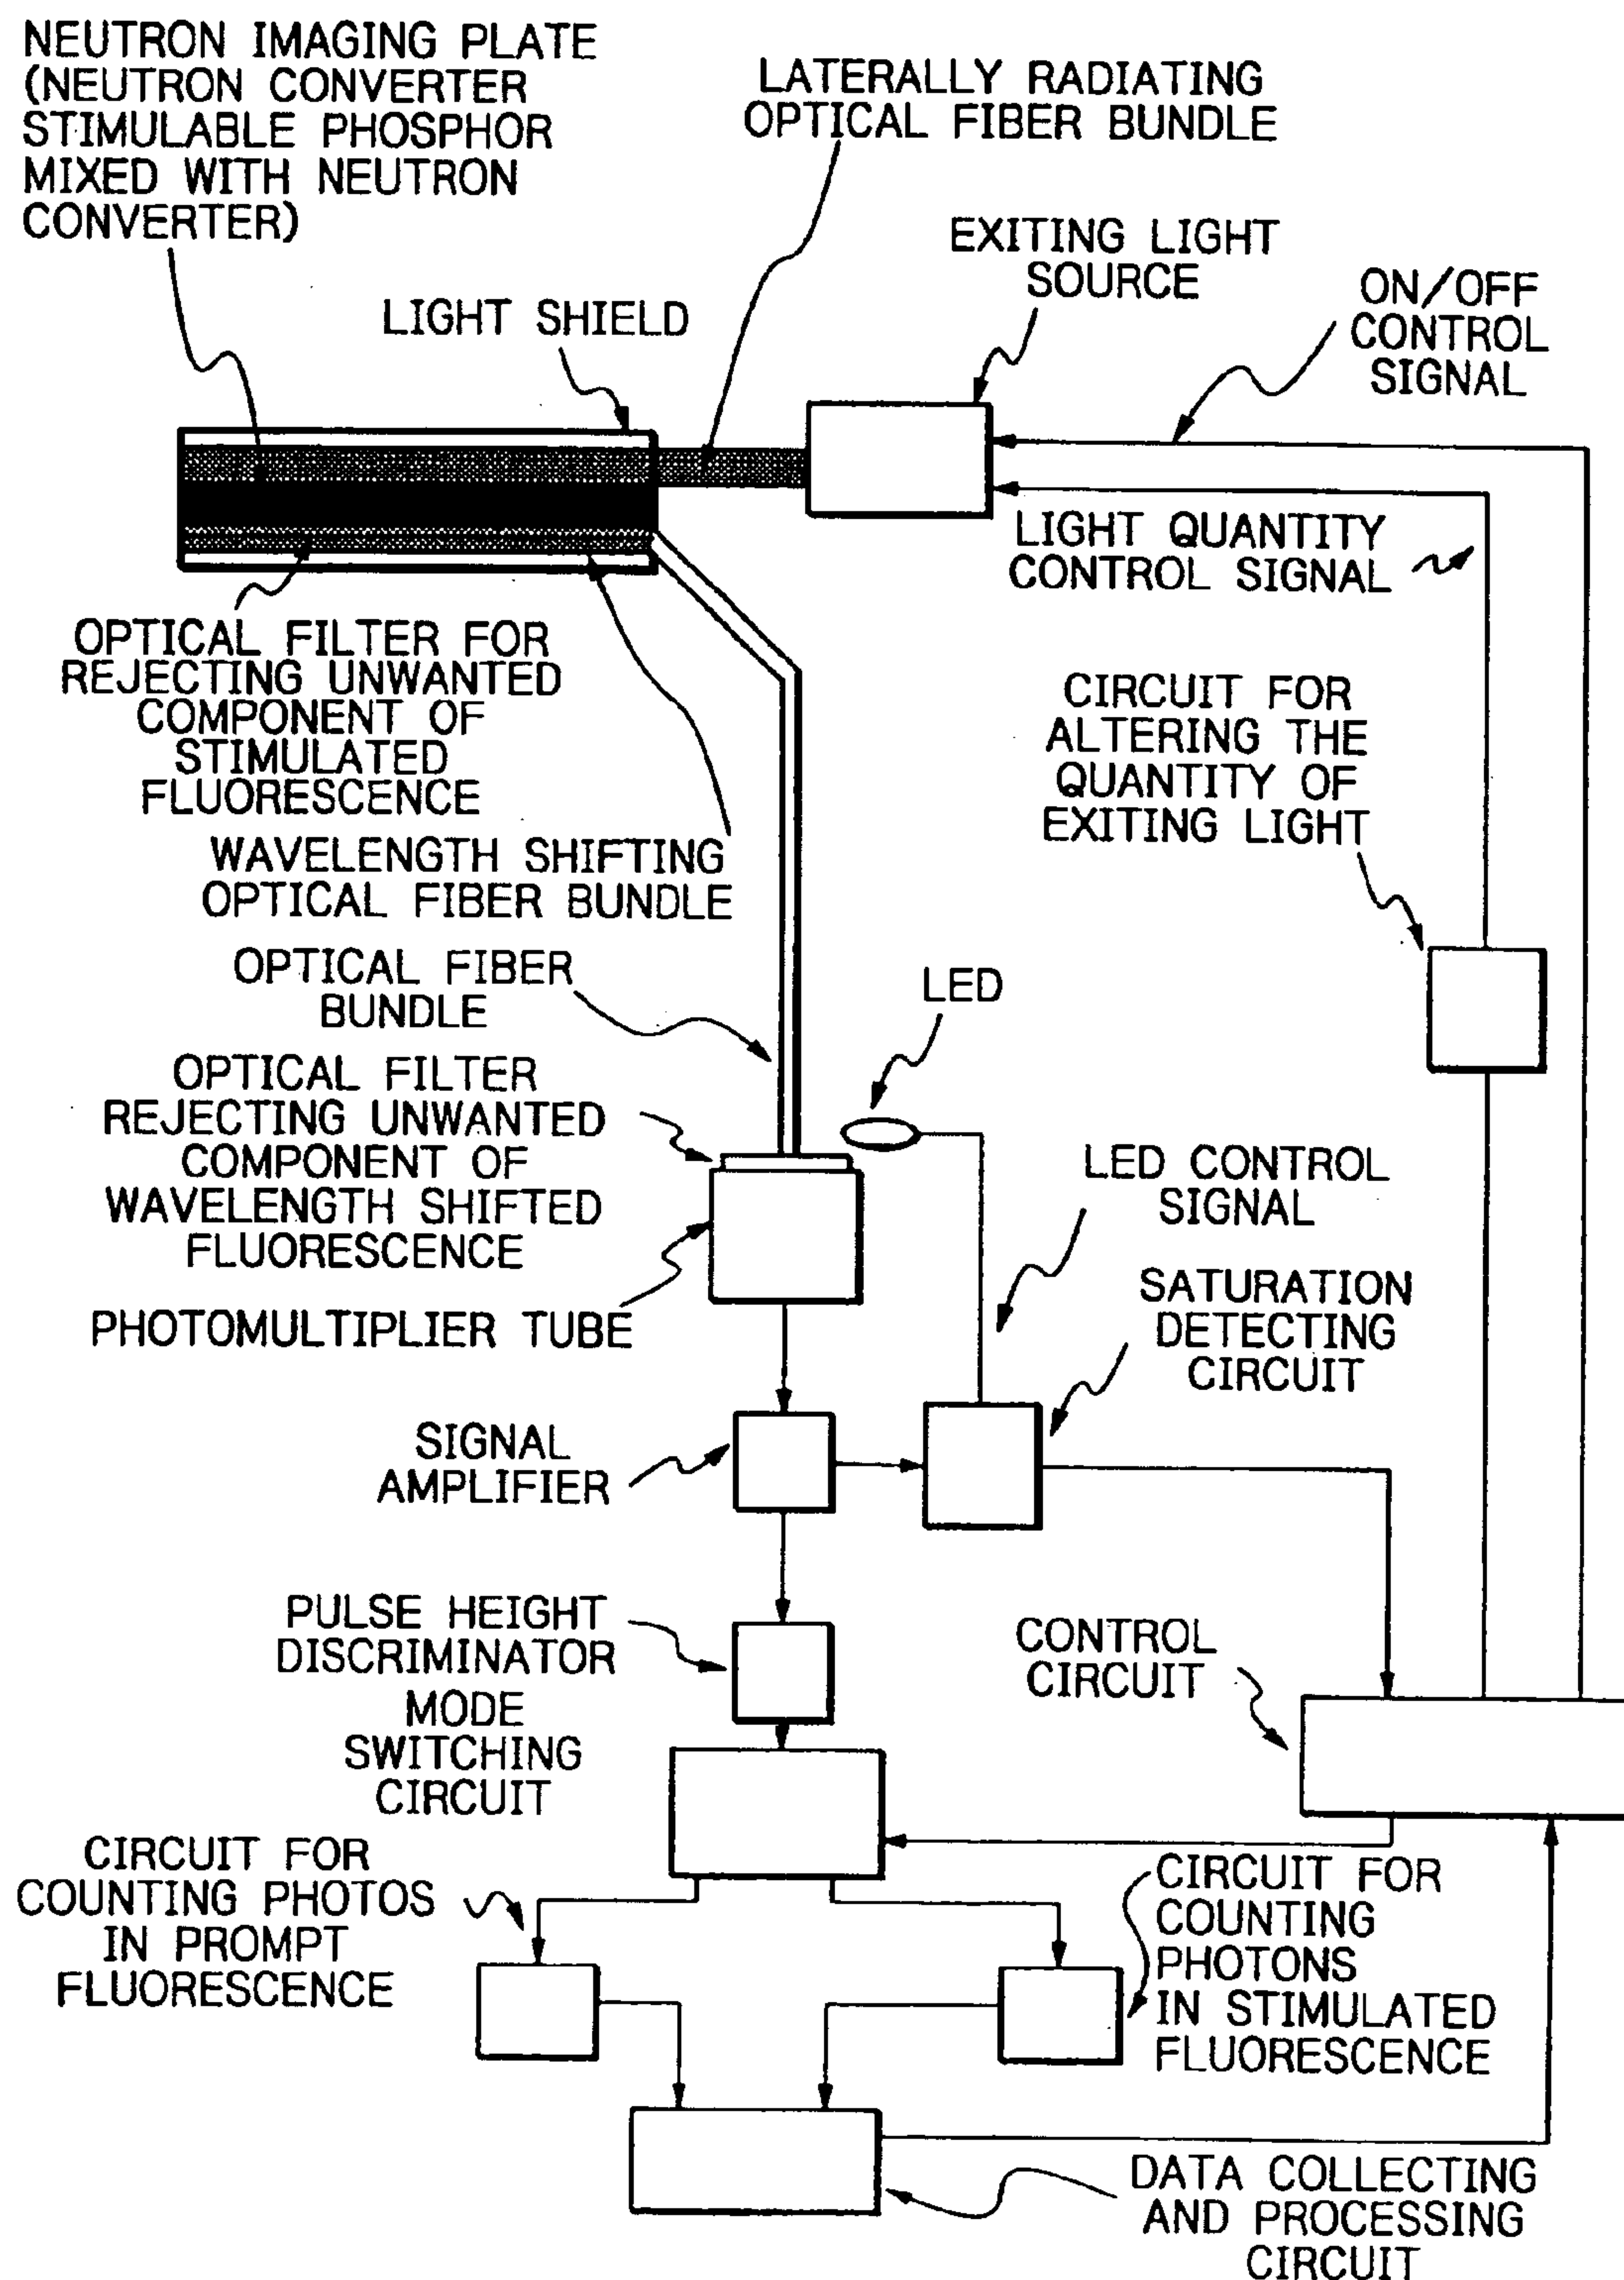 NEUTRON IMAGING PLATE
(NEUTRON CONVERTER
STIMULABLE PHOSPHOR
MIXED WITH NEUTRON
CONVERTER)
LATERALLY RADIATING
OPTICAL FIBER BUNDLE
EXITING LIGHT
SOURCE
ON/OFF
CONTROL
SIGNAL
LIGHT SHIELD
LIGHT QUANTITY
CONTROL SIGNAL
OPTICAL FILTER FOR
REJECTING UNWANTED
COMPONENT OF
STIMULATED
FLUORESCENCE
CIRCUIT FOR
ALTERING THE
QUANTITY OF
EXITING LIGHT
WAVELENGTH SHIFTING
OPTICAL FIBER BUNDLE
OPTICAL FIBER
BUNDLE
LED
OPTICAL FILTER
REJECTING UNWANTED
COMPONENT OF
WAVELENGTH SHIFTED
FLUORESCENCE
LED CONTROL
SIGNAL
PHOTOMULTIPLIER TUBE
SATURATION
DETECTING
CIRCUIT
SIGNAL
AMPLIFIER
PULSE HEIGHT
DISCRIMINATOR
CONTROL
CIRCUIT
MODE
SWITCHING
CIRCUIT
CIRCUIT FOR
COUNTING PHOTOS
IN PROMPT
FLUORESCENCE
CIRCUIT FOR
COUNTING
PHOTONS
IN STIMULATED
FLUORESCENCE
DATA COLLECTING
AND PROCESSING
CIRCUIT